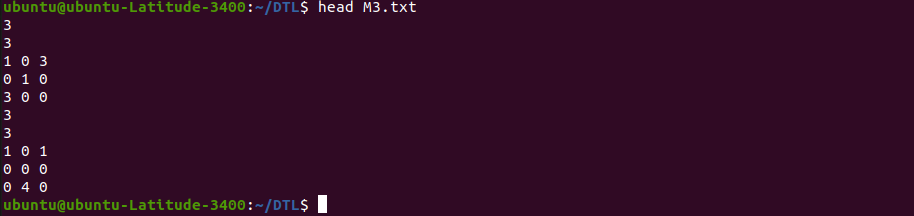 ubuntu@ubuntu-Latitude-3400:~/DTL$ head M3.txt
3
3
1 0 3
0 1 0
3 0 0
3
3
1 0 1
0 0 0
0 4 0
ubuntu@ubuntu-Latitude-3400:~/DTL$